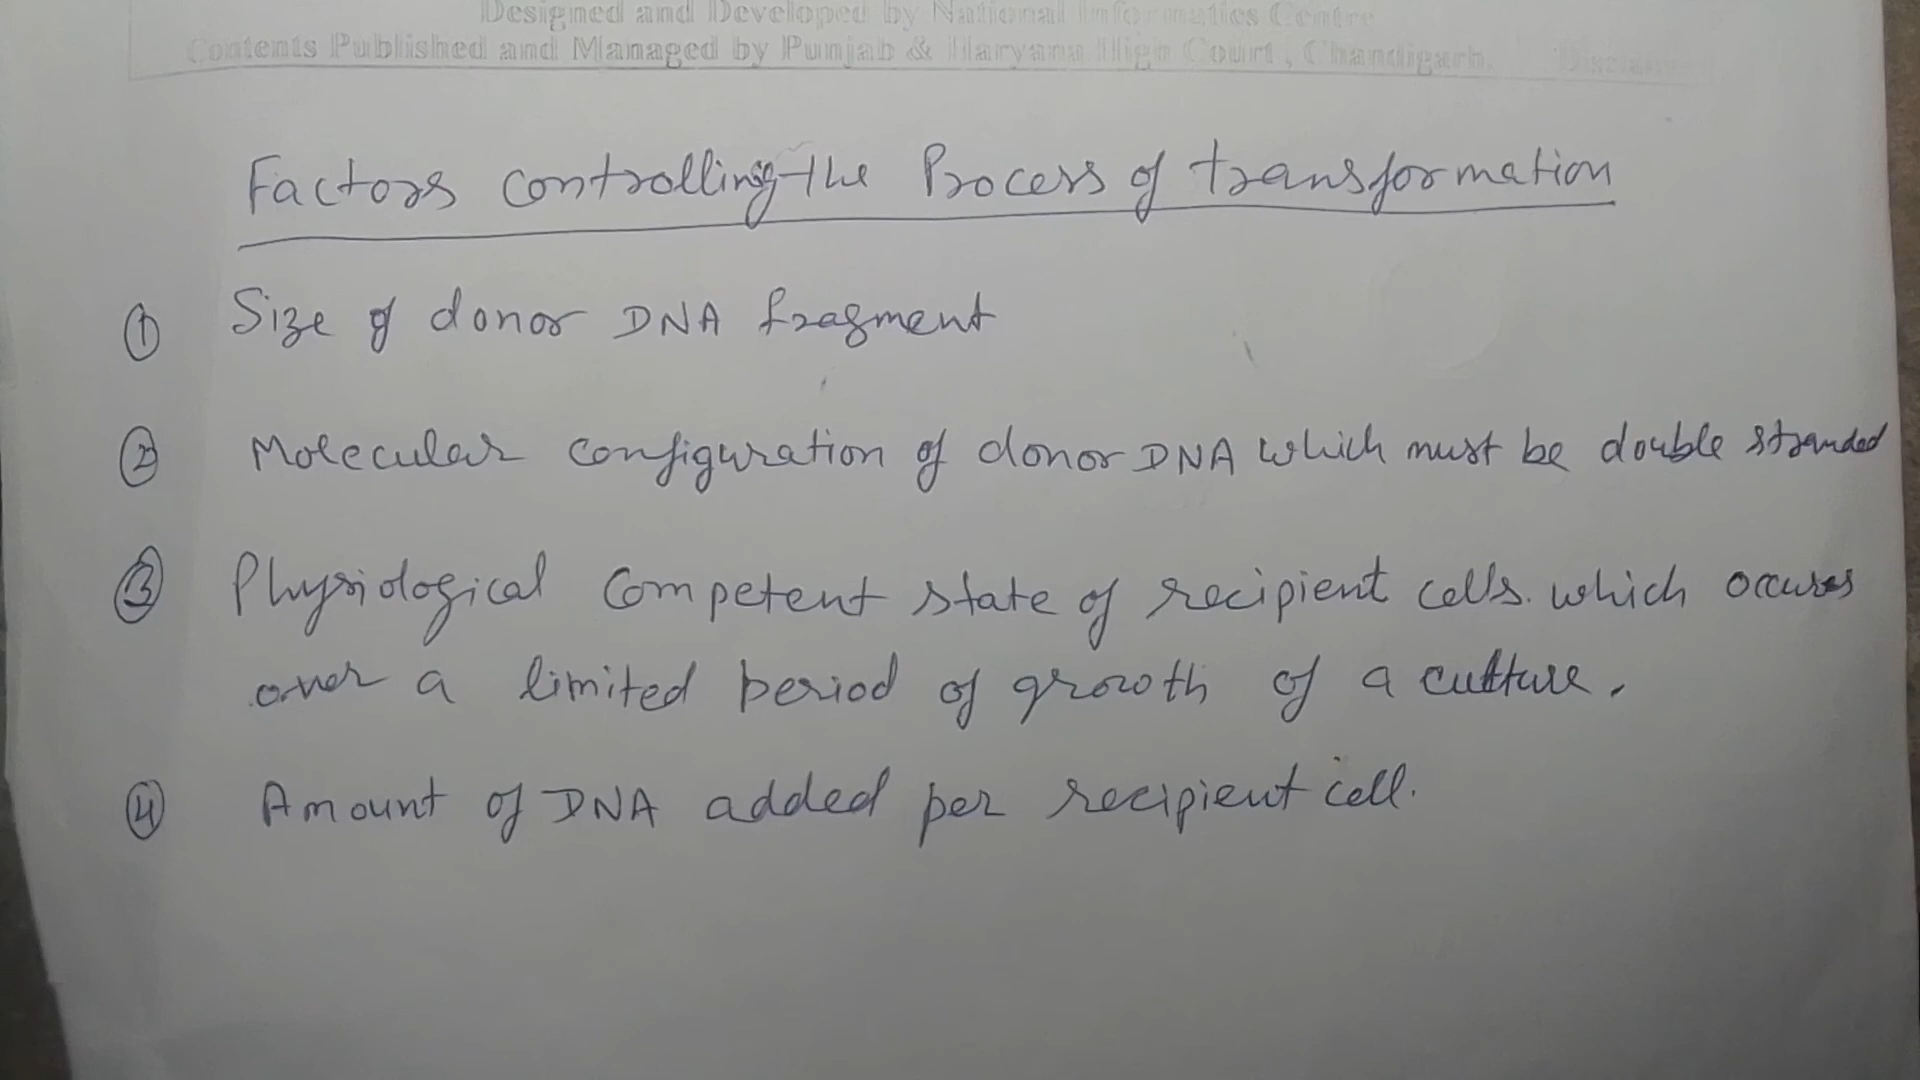 Designed and Developed by National Informatics Centre
Contents Published and Managed by Punjab & Haryana High Court, Chandigarh.
Factors controlling the Process of transformation
① Size of donor DNA fragment
② Molecular configuration of donor DNA which must be double stranded
③ Physiological competent state of recipient cells. which occures
over a limited period of growth of a culture.
④ Amount of DNA added per recipient cell.